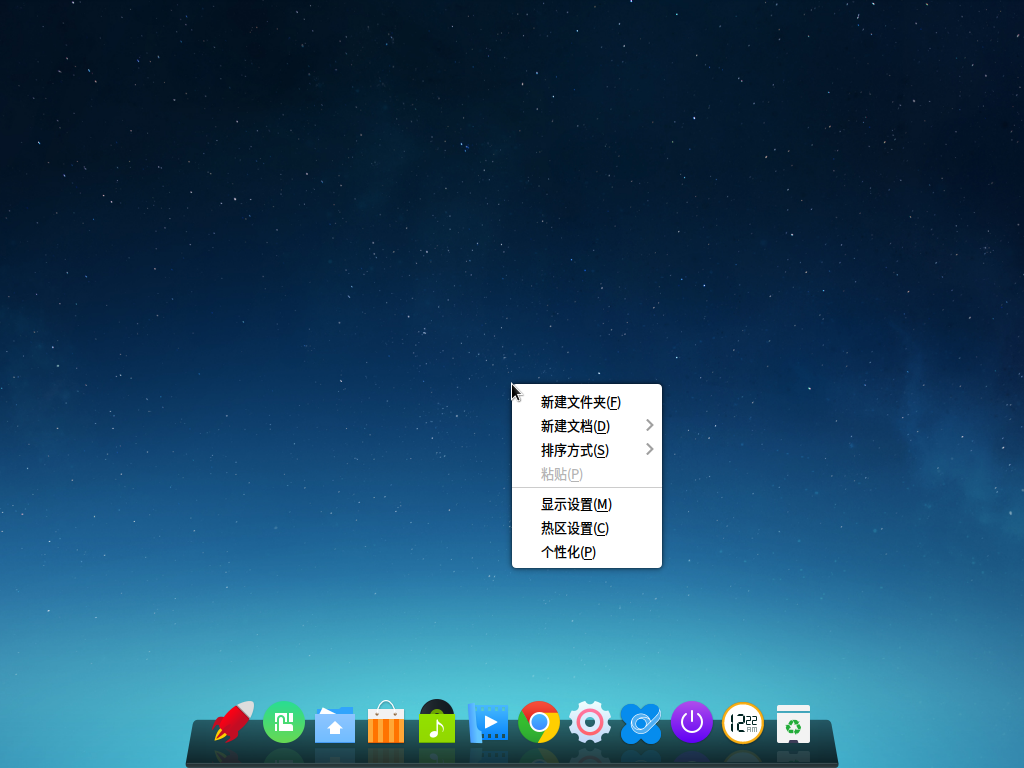 新建文件夹(F)
新建文档(D)
排序方式(S)
粘贴(P)
显示设置(M)
热区设置(C)
个性化(P)
12 22
AM